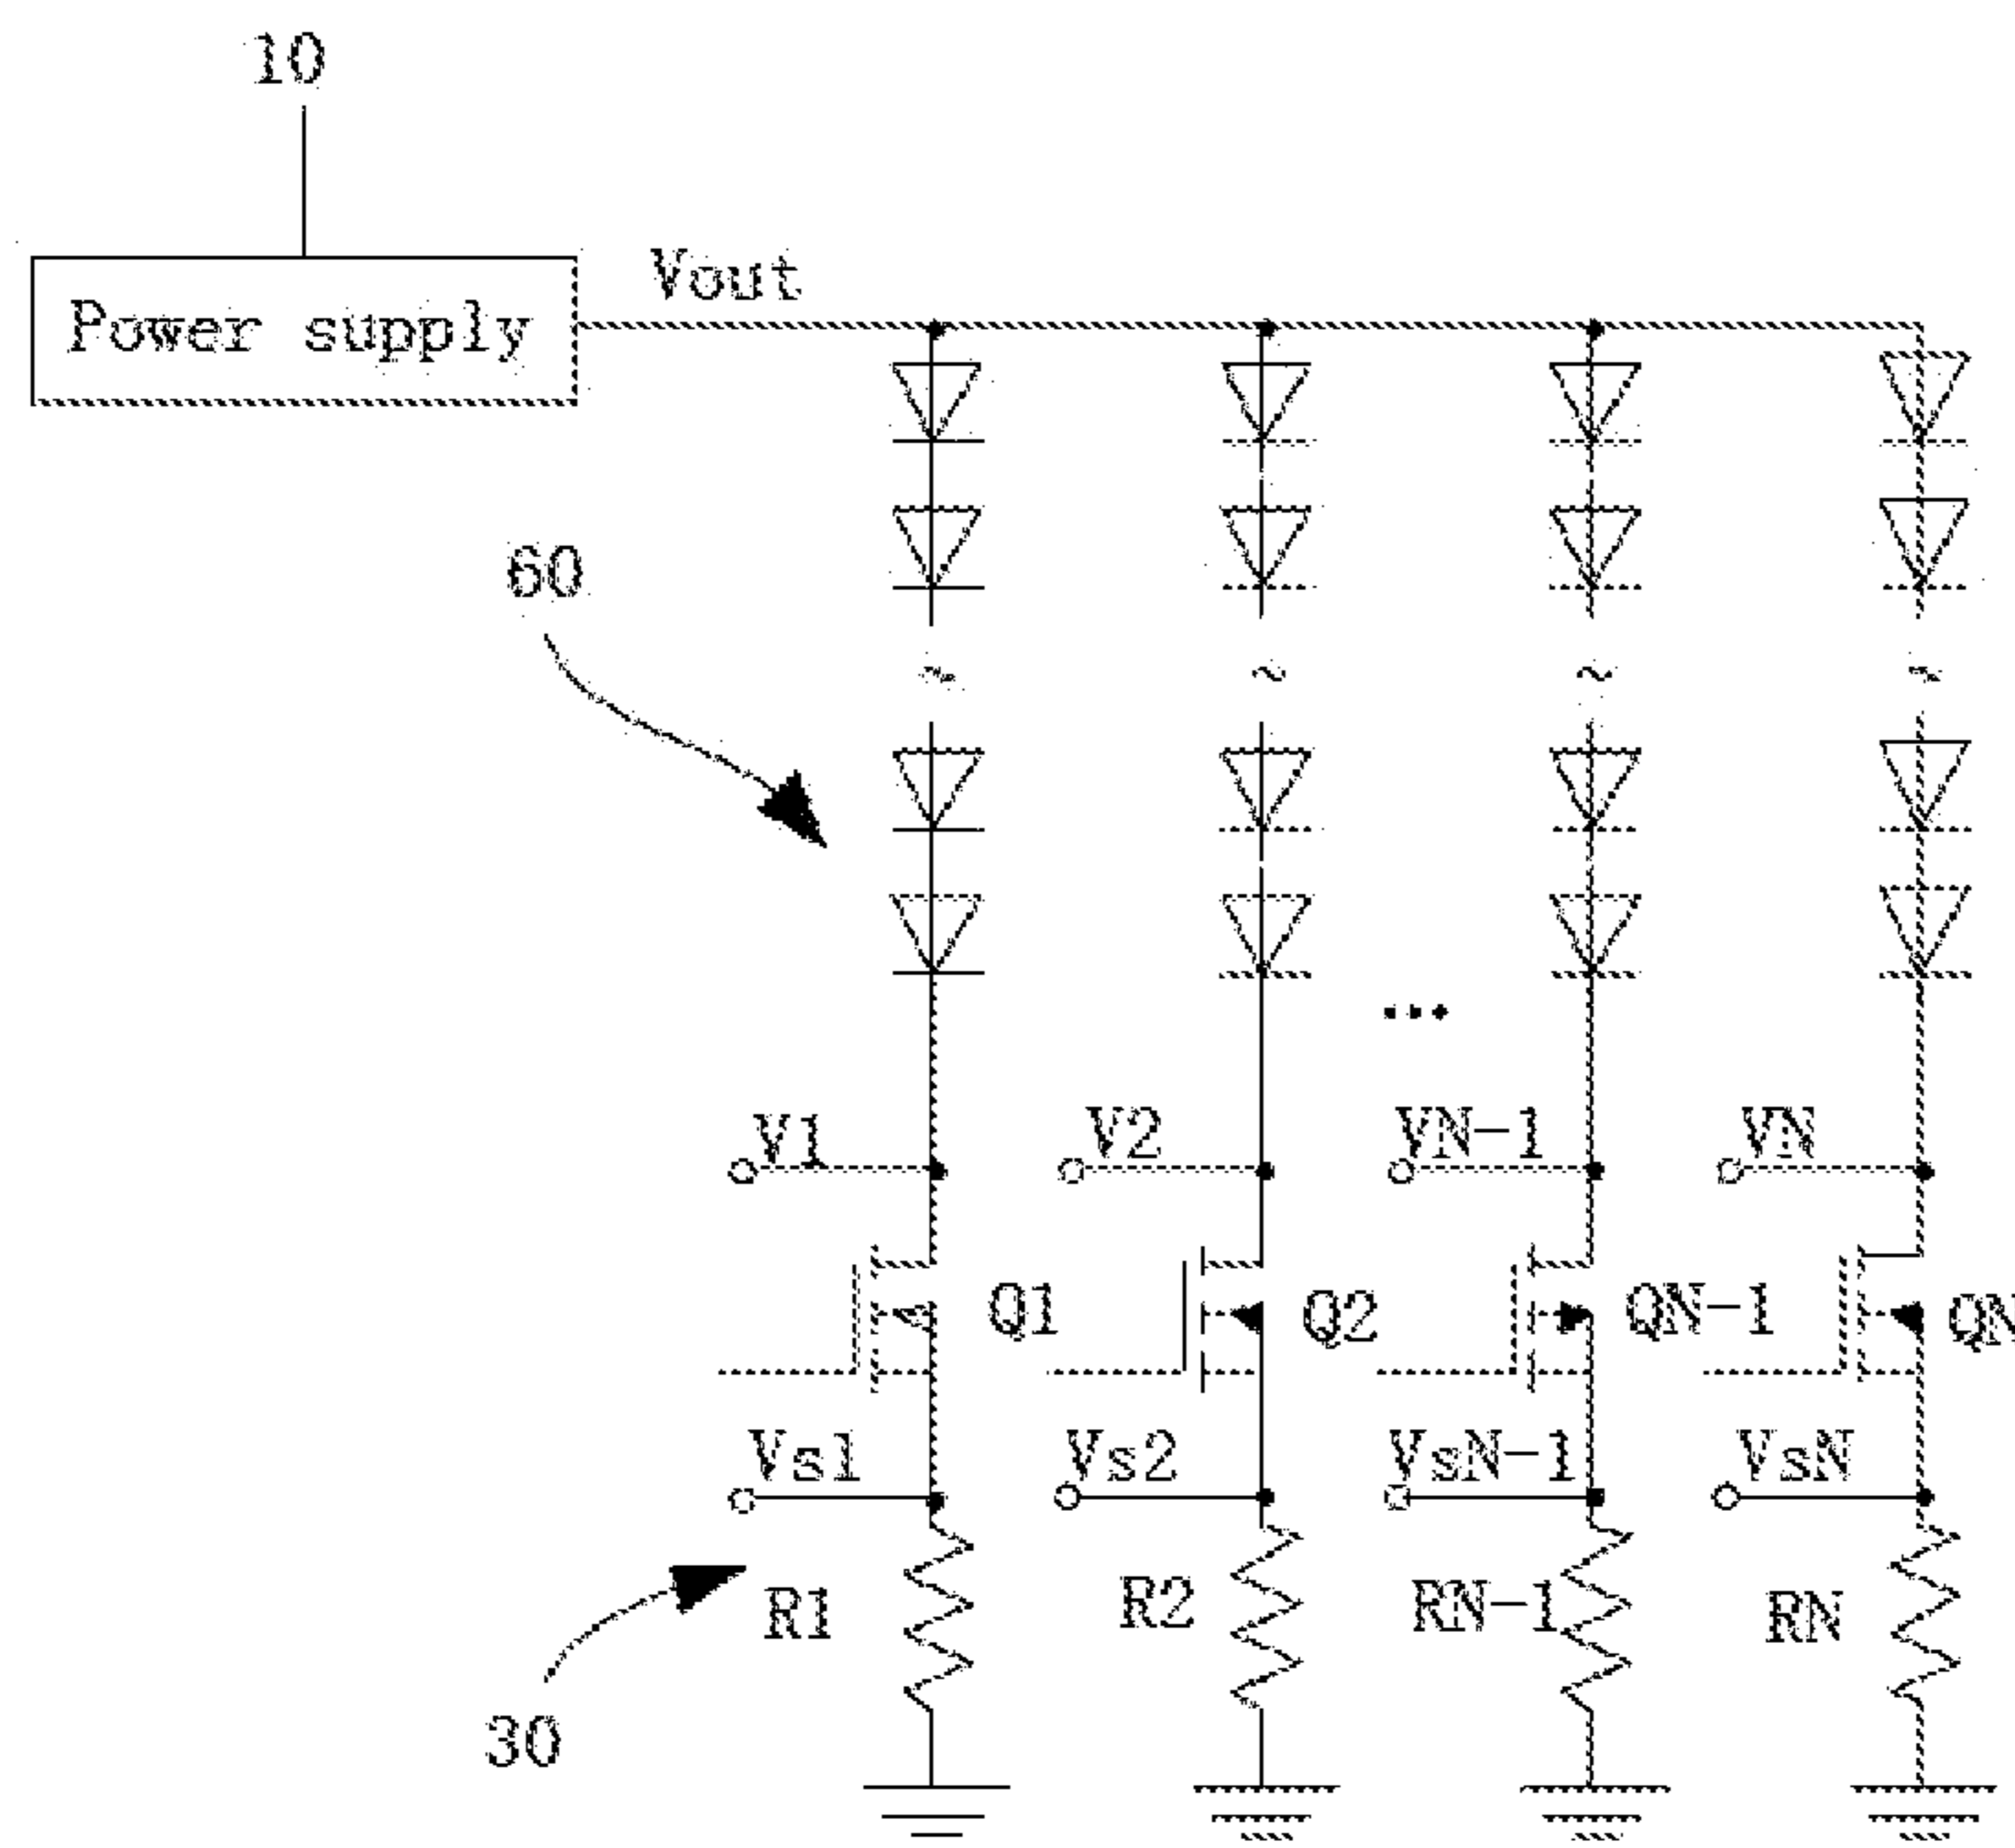 10
Power supply
Vout
60
...
V1
V2
VN-1
VN
Q1
Q2
QN-1
QN
Vs1
Vs2
VsN-1
VsN
R1
R2
RN-1
RN
30